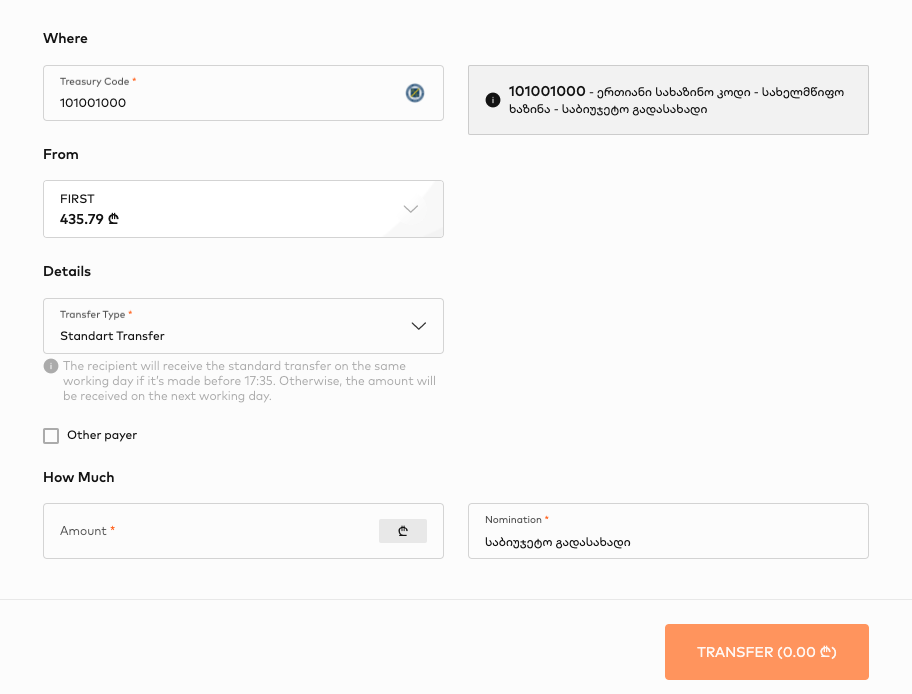 Where
Treasury Code *
101001000
101001000 - ერთიანი სახაზინო კოდი - სახელმწიფო
ხაზინა - საბიუჯეტო გადასახადი
From
FIRST
435.79 ₾
Details
Transfer Type *
Standart Transfer
The recipient will receive the standard transfer on the same
working day if it's made before 17:35. Otherwise, the amount will
be received on the next working day.
Other payer
How Much
Amount *
₾
Nomination *
საბიუჯეტო გადასახადი
TRANSFER (0.00 ₾)